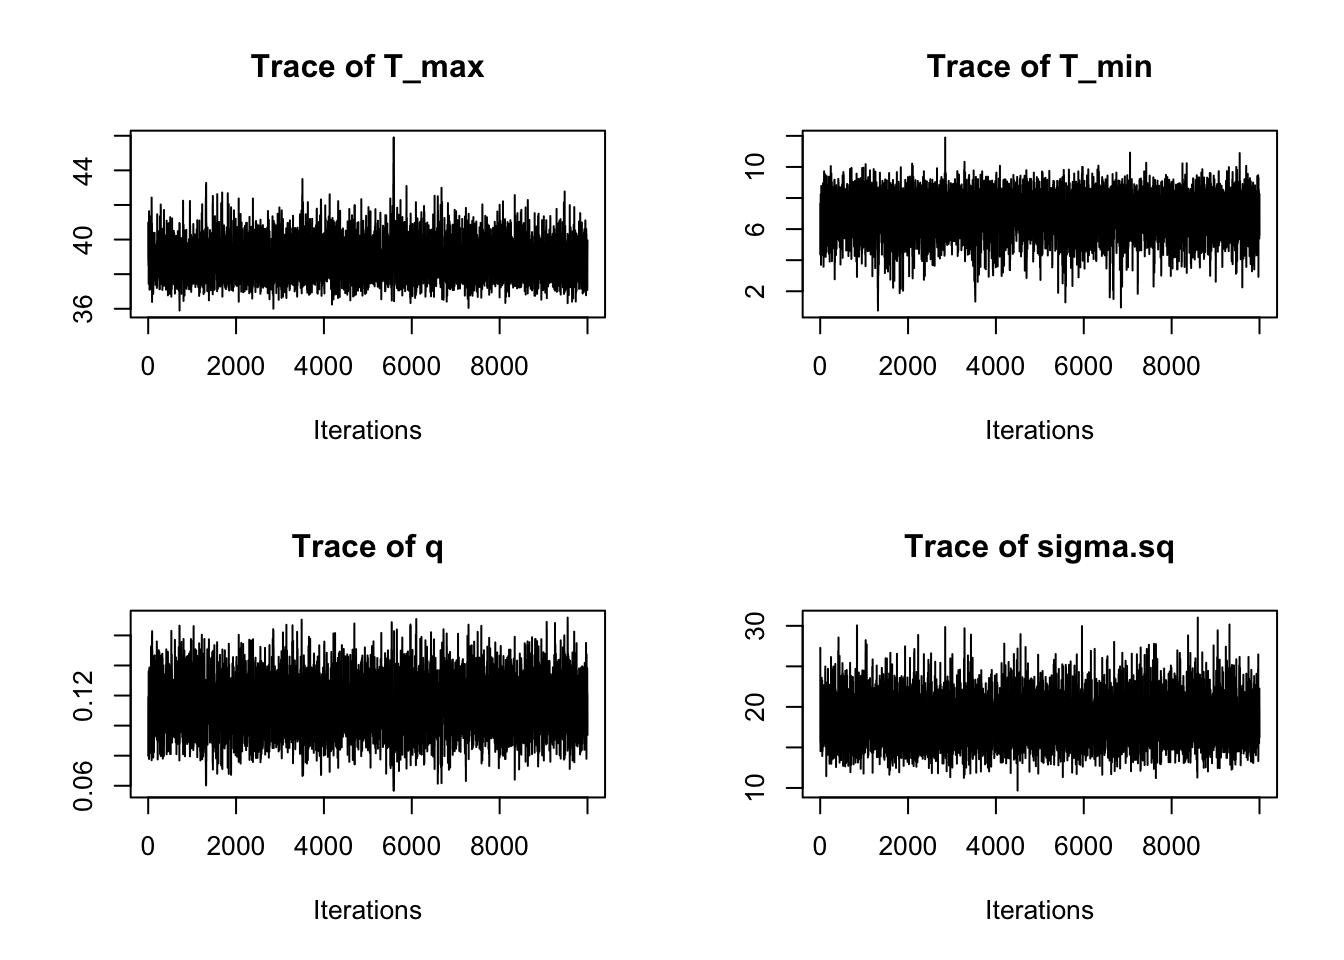 Trace of T_max
44
40
36
0 2000 4000 6000 8000
Iterations
Trace of T_min
10
6
2
0 2000 4000 6000 8000
Iterations
Trace of q
0.12
0.06
0 2000 4000 6000 8000
Iterations
Trace of sigma.sq
30
20
10
0 2000 4000 6000 8000
Iterations